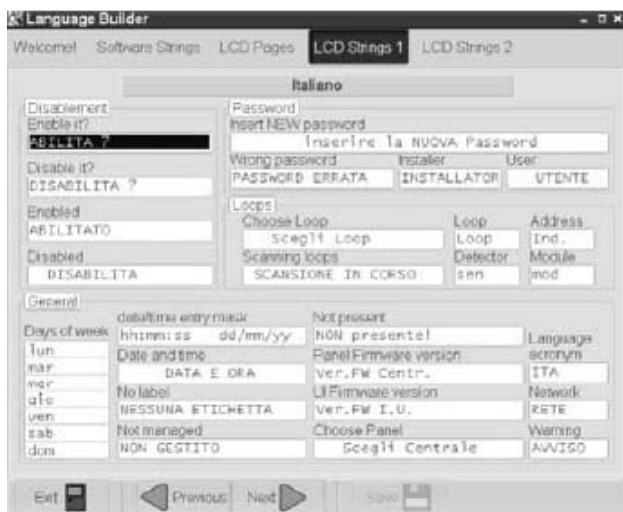 Language Builder
Welcome! Software Strings LCD Pages LCD Strings 1 LCD Strings 2
Italiano
Disablement
Enable it?
ABILITA ?
Disable it?
DISABILITA ?
Enabled
ABILITATO
Disabled
DISABILITA
Password
Insert NEW password
inserire la NUOVA Password
Wrong password Installer User
PASSWORD ERRATA INSTALLATOR UTENTE
Loops
Choose Loop Loop Address
Scegli Loop Loop Ind.
Scanning loops Detector Module
SCANSIONE IN CORSO sen mod
General
Days of week
lun
mar
mer
gio
ven
sab
dom
date/time entry mask
hh:mm:ss dd/mm/yy
Date and time
DATA E ORA
No label
NESSUNA ETICHETTA
Not managed
NON GESTITO
Not present
NON presente!
Panel Firmware version
Ver.FW Centr.
UI Firmware version
Ver.FW I.U.
Choose Panel
Scegli Centrale
Language acronym
ITA
Network
RETE
Warning
AVVISO
Exit Previous Next Save